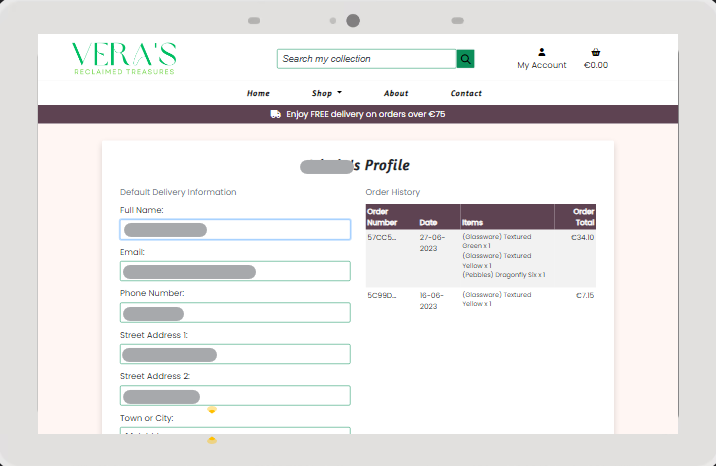 VERA'S
RECLAIMED TREASURES
Search my collection
My Account
€0.00
Home
Shop
About
Contact
Enjoy FREE delivery on orders over €75
's Profile
Default Delivery Information
Full Name:
Email:
Phone Number:
Street Address 1:
Street Address 2:
Town or City:
Order History
Order Number
Date
Items
Order Total
57CC5...
27-06-
2023
(Glassware) Textured
Green x 1
(Glassware) Textured
Yellow x 1
(Pebbles) Dragonfly Six x 1
€34.10
5C99D...
16-06-
2023
(Glassware) Textured
Yellow x 1
€7.15